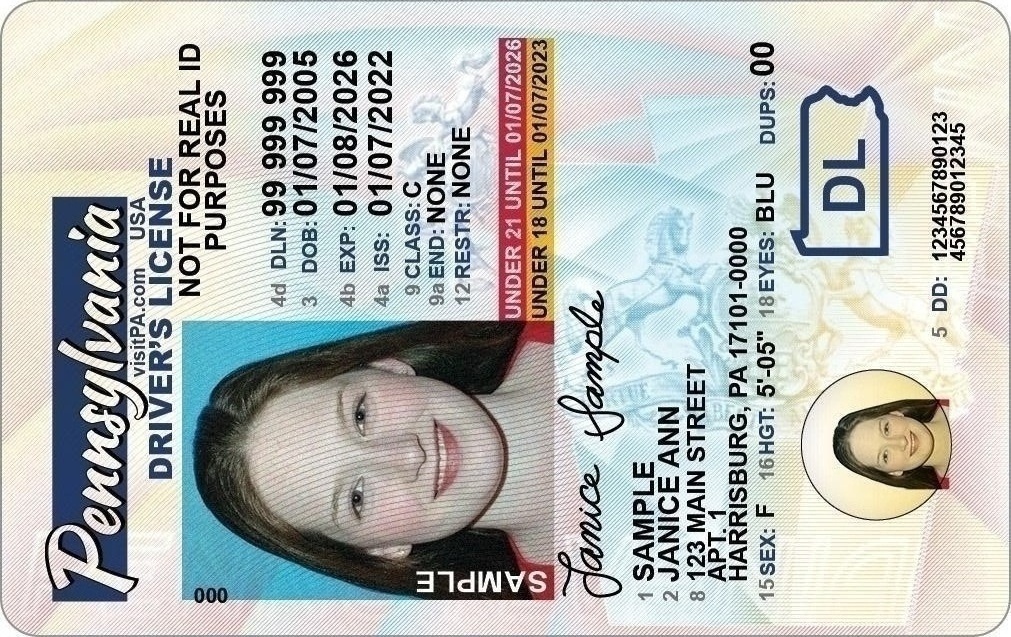 Pennsylvania
visitPA.com USA
DRIVER'S LICENSE
NOT FOR REAL ID
PURPOSES
000
4d DLN: 99 999 999
3 DOB: 01/07/2005
4b EXP: 01/08/2026
4a ISS: 01/07/2022
9 CLASS: C
9a END: NONE
12 RESTR: NONE
SAMPLE
UNDER 21 UNTIL 01/07/2026
UNDER 18 UNTIL 01/07/2023
Janice Sample
1 SAMPLE
2 JANICE ANN
8 123 MAIN STREET
APT. 1
HARRISBURG, PA 17101-0000
15 SEX: F 16 HGT: 5'-05" 18 EYES: BLU DUPS: 00
DL
5 DD: 1234567890123
456789012345